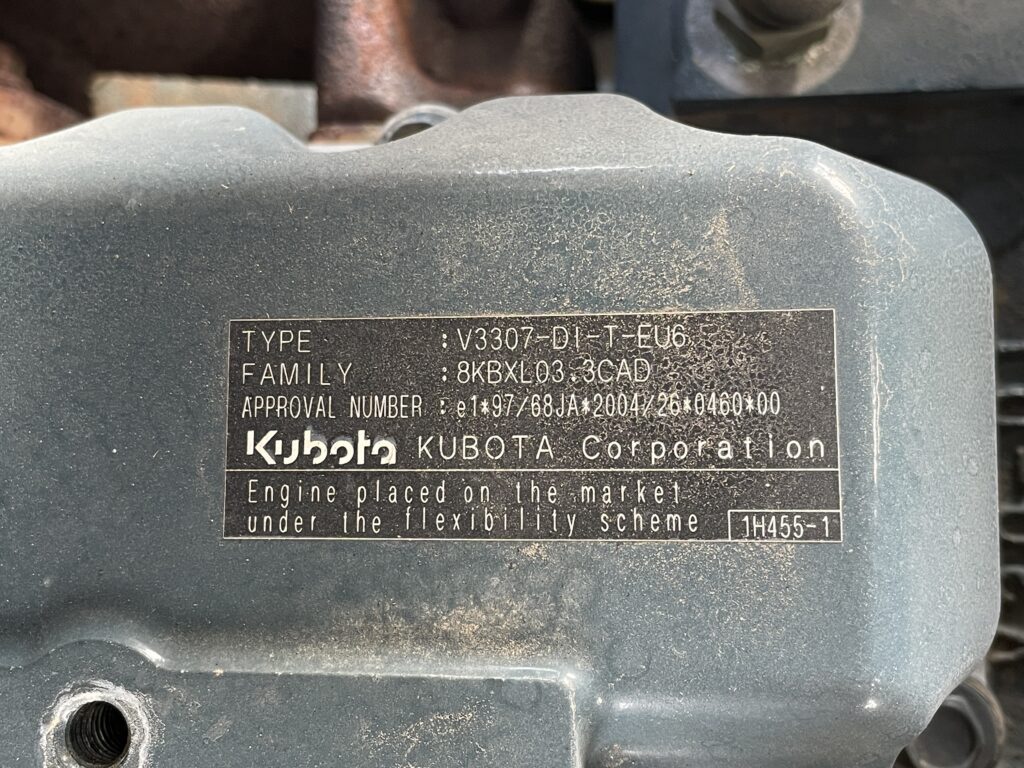 TYPE :V3307-DI-T-EU6
FAMILY :8KBXL03.3CAD
APPROVAL NUMBER :e1*97/68JA*2004/26*0460*00
Kubota KUBOTA Corporation
Engine placed on the market
under the flexibility scheme
1H455-1